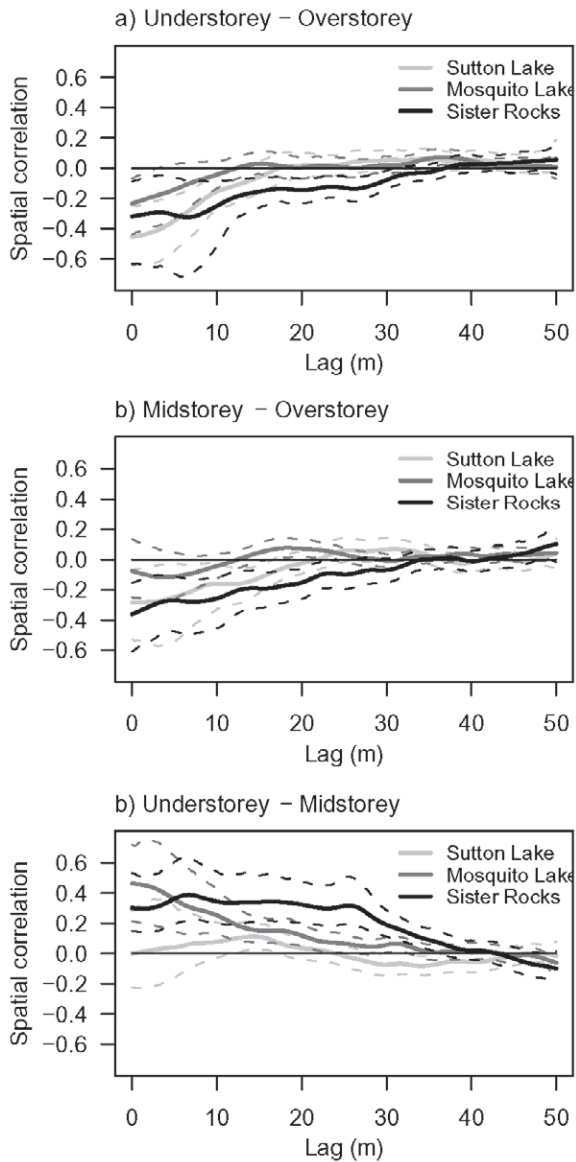 a) Understorey − Overstorey
Sutton Lake
Mosquito Lake
Sister Rocks
0.6
0.4
0.2
0.0
−0.2
−0.4
−0.6
Spatial correlation
0 10 20 30 40 50
Lag (m)
b) Midstorey − Overstorey
Sutton Lake
Mosquito Lake
Sister Rocks
0.6
0.4
0.2
0.0
−0.2
−0.4
−0.6
Spatial correlation
0 10 20 30 40 50
Lag (m)
b) Understorey − Midstorey
Sutton Lake
Mosquito Lake
Sister Rocks
0.6
0.4
0.2
0.0
−0.2
−0.4
−0.6
Spatial correlation
0 10 20 30 40 50
Lag (m)